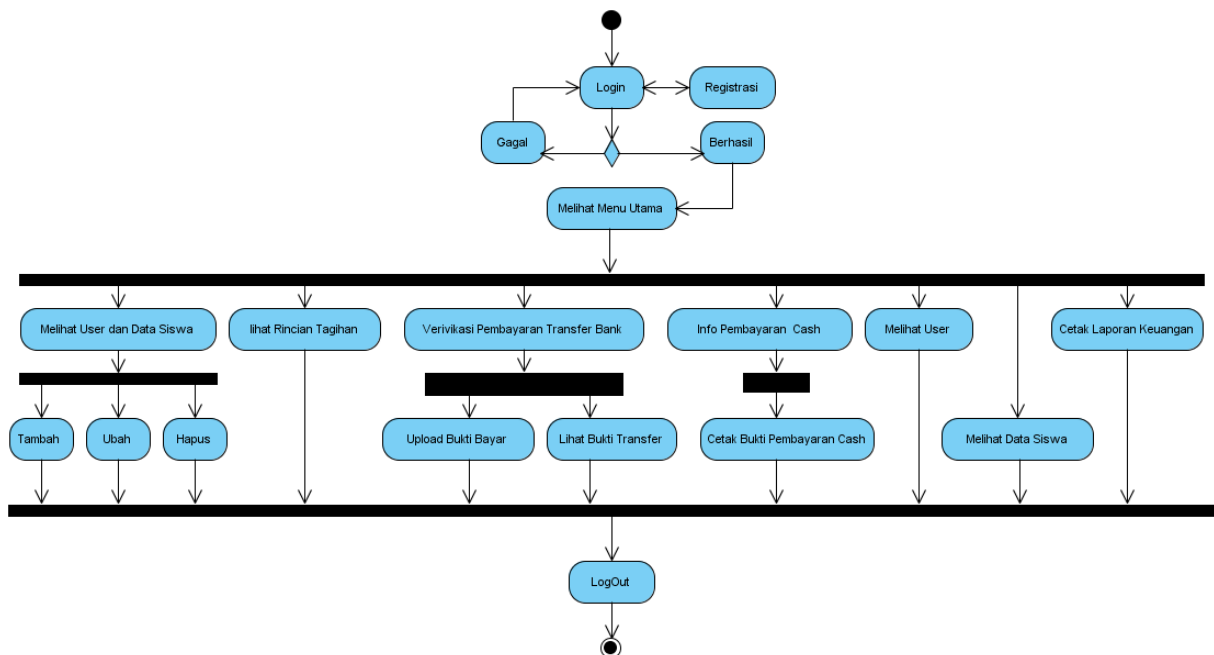 Login
Registrasi
Gagal
Berhasil
Melihat Menu Utama
Melihat User dan Data Siswa
lihat Rincian Tagihan
Verivikasi Pembayaran Transfer Bank
Info Pembayaran Cash
Melihat User
Cetak Laporan Keuangan
Tambah
Ubah
Hapus
Upload Bukti Bayar
Lihat Bukti Transfer
Cetak Bukti Pembayaran Cash
Melihat Data Siswa
LogOut